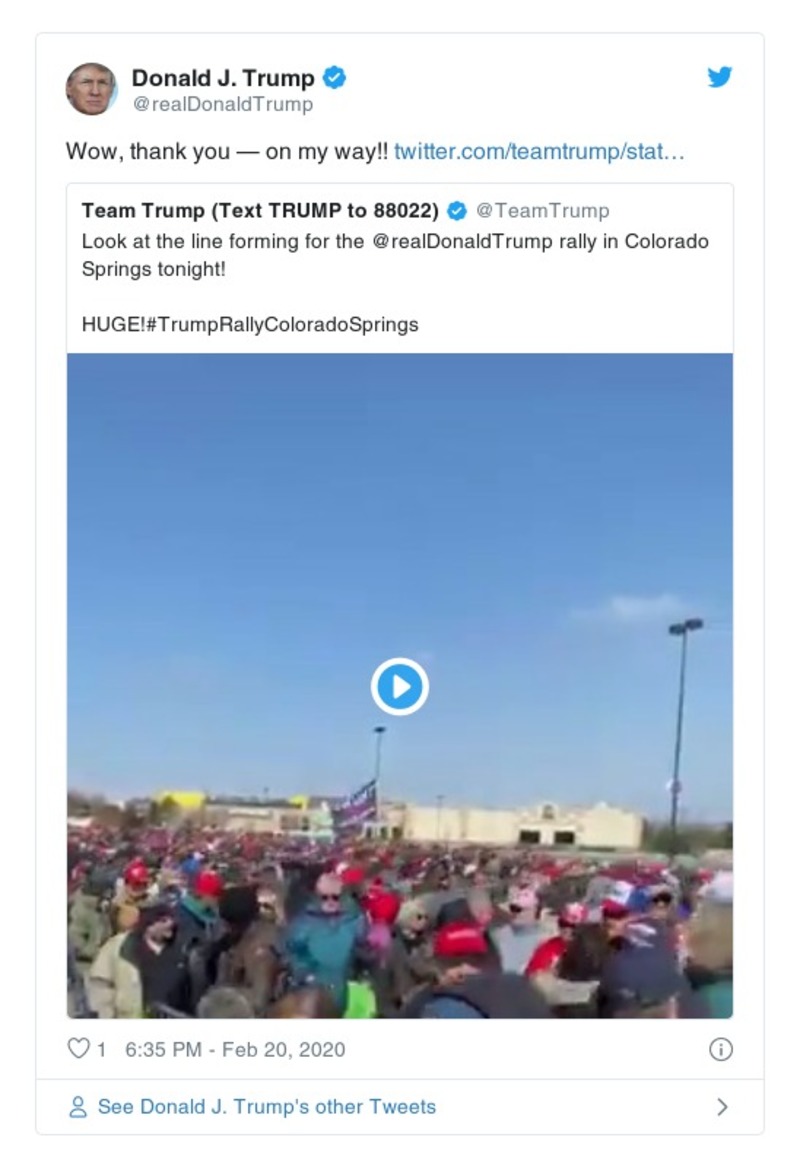 Donald J. Trump
@realDonaldTrump
Wow, thank you — on my way!! twitter.com/teamtrump/stat…
Team Trump (Text TRUMP to 88022) @TeamTrump
Look at the line forming for the @realDonaldTrump rally in Colorado
Springs tonight!
HUGE!#TrumpRallyColoradoSprings
1 6:35 PM - Feb 20, 2020
See Donald J. Trump's other Tweets